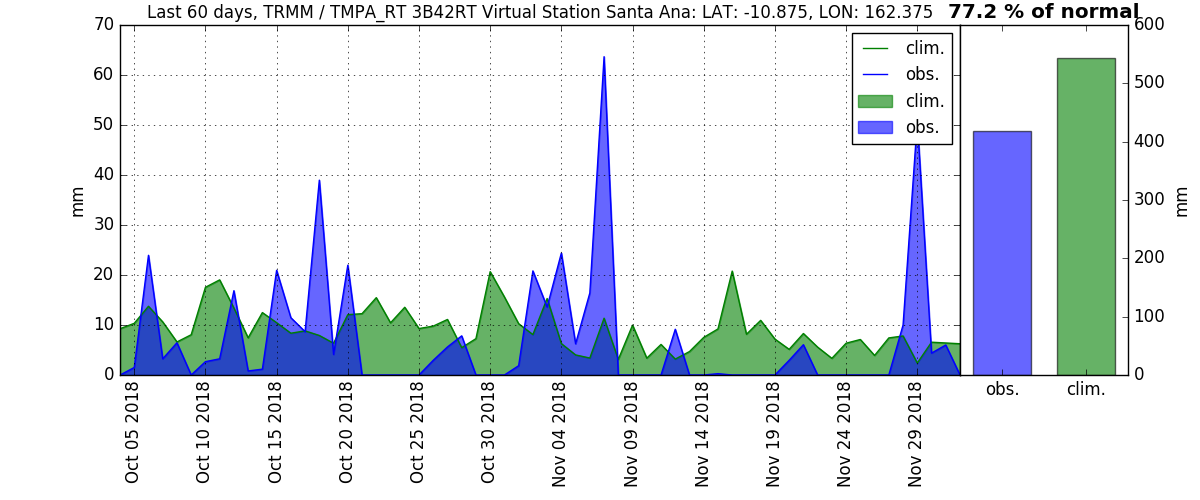 Last 60 days, TRMM / TMPA_RT 3B42RT Virtual Station Santa Ana: LAT: -10.875, LON: 162.375 77.2 % of normal
70
60
50
40
30
20
10
0
mm
clim.
obs.
clim.
obs.
600
500
400
300
200
100
0
mm
obs.
clim.
Oct 05 2018
Oct 10 2018
Oct 15 2018
Oct 20 2018
Oct 25 2018
Oct 30 2018
Nov 04 2018
Nov 09 2018
Nov 14 2018
Nov 19 2018
Nov 24 2018
Nov 29 2018